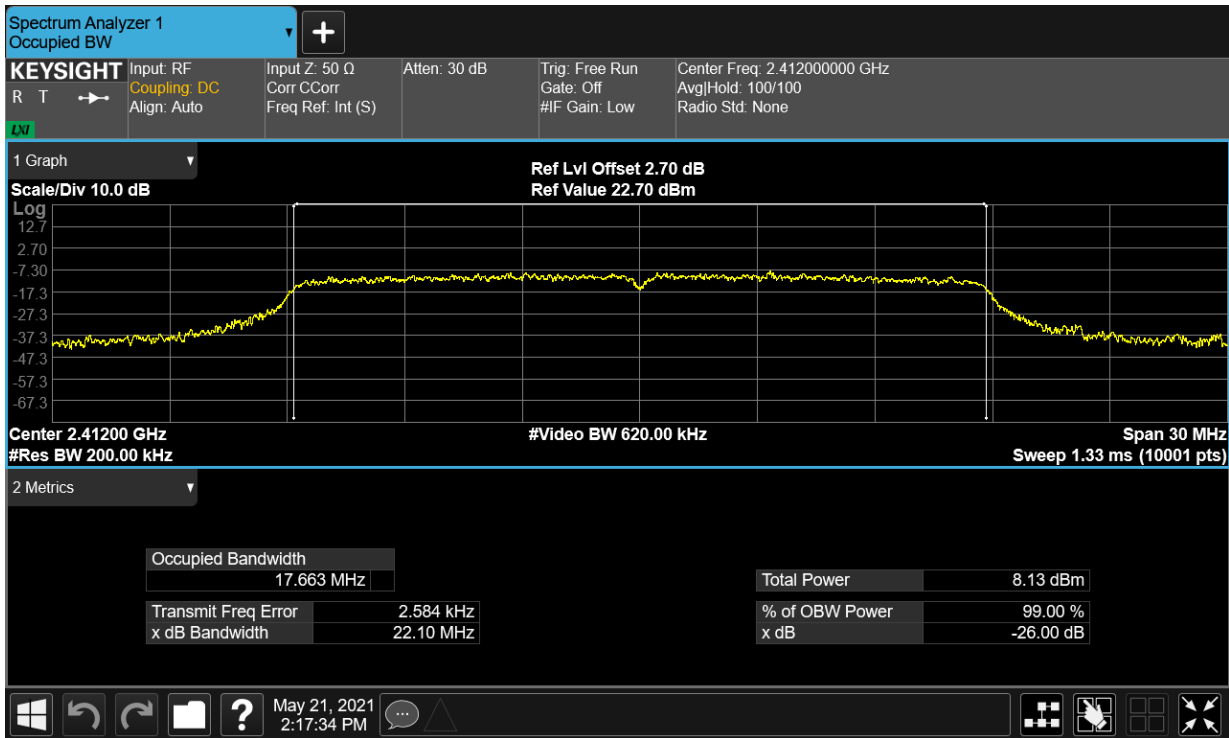 Spectrum Analyzer 1
Occupied BW
+
KEYSIGHT
R T
LXI
Input: RF
Coupling: DC
Align: Auto
Input Z: 50 Ω
Corr CCorr
Freq Ref: Int (S)
Atten: 30 dB
Trig: Free Run
Gate: Off
#IF Gain: Low
Center Freq: 2.412000000 GHz
Avg|Hold: 100/100
Radio Std: None
1 Graph
Ref Lvl Offset 2.70 dB
Scale/Div 10.0 dB
Ref Value 22.70 dBm
Log
12.7
2.70
-7.30
-17.3
-27.3
-37.3
-47.3
-57.3
-67.3
Center 2.41200 GHz
#Video BW 620.00 kHz
Span 30 MHz
#Res BW 200.00 kHz
Sweep 1.33 ms (10001 pts)
2 Metrics
Occupied Bandwidth
17.663 MHz
Total Power 8.13 dBm
Transmit Freq Error 2.584 kHz
% of OBW Power 99.00 %
x dB Bandwidth 22.10 MHz
x dB -26.00 dB
?
May 21, 2021
2:17:34 PM